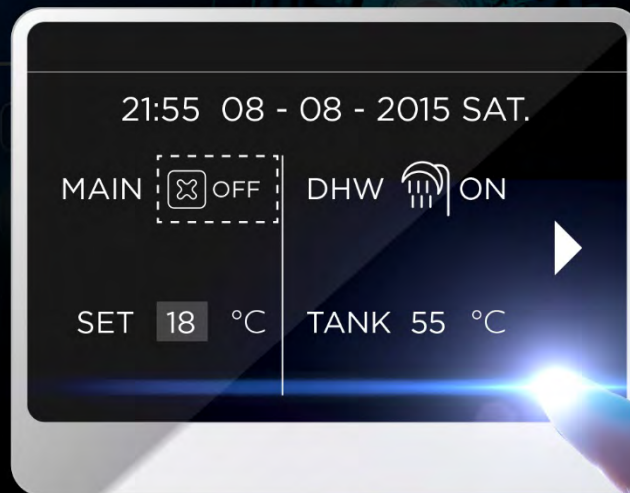 21:55 08 - 08 - 2015 SAT.
MAIN OFF DHW ON
SET 18 °C TANK 55 °C